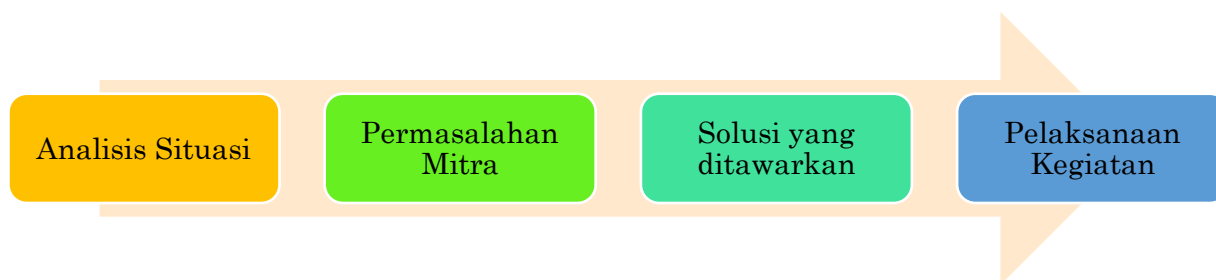 Analisis Situasi
Permasalahan
Mitra
Solusi yang
ditawarkan
Pelaksanaan
Kegiatan